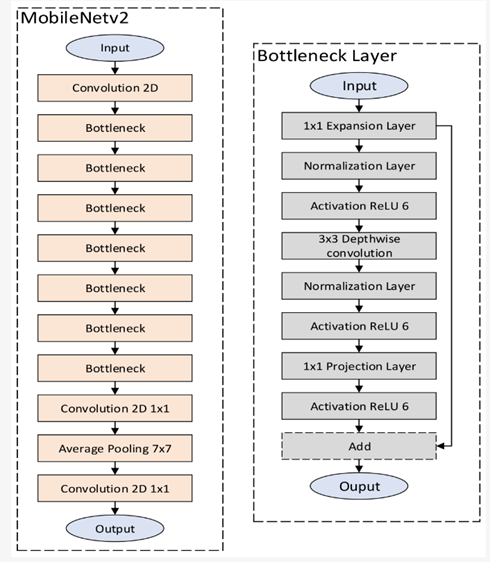 MobileNetv2
Input
Convolution 2D
Bottleneck
Bottleneck
Bottleneck
Bottleneck
Bottleneck
Bottleneck
Bottleneck
Convolution 2D 1x1
Average Pooling 7x7
Convolution 2D 1x1
Output
Bottleneck Layer
Input
1x1 Expansion Layer
Normalization Layer
Activation ReLU 6
3x3 Depthwise
convolution
Normalization Layer
Activation ReLU 6
1x1 Projection Layer
Activation ReLU 6
Add
Ouput